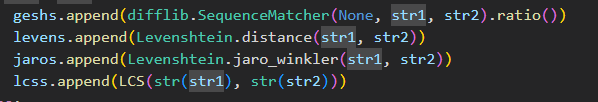 geshs.append(difflib.SequenceMatcher(None, str1, str2).ratio())
levens.append(Levenshtein.distance(str1, str2))
jaros.append(Levenshtein.jaro_winkler(str1, str2))
lcss.append(LCS(str(str1), str(str2)))